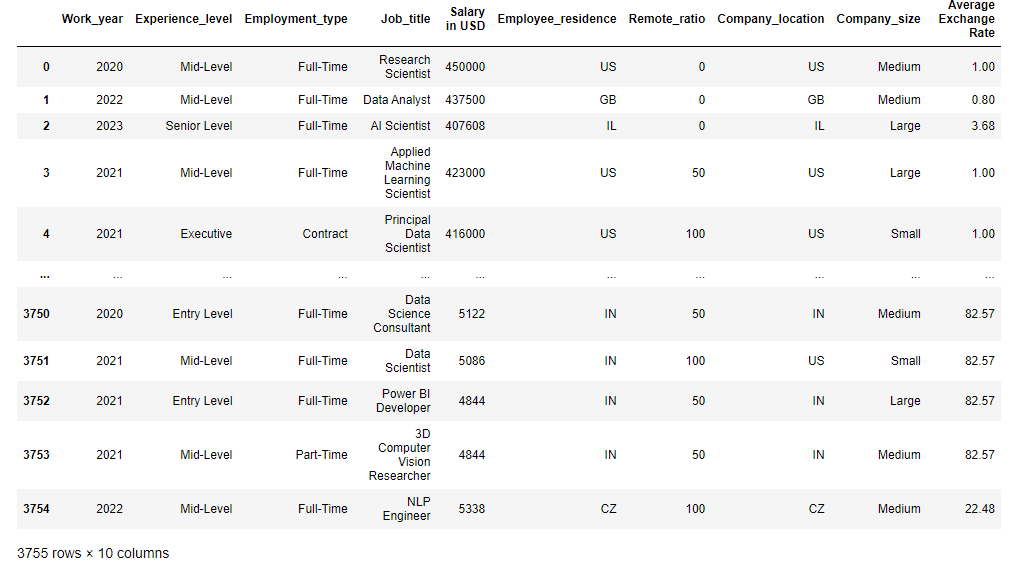 Work_year Experience_level Employment_type Job_title Salary in USD Employee_residence Remote_ratio Company_location Company_size Average Exchange Rate
0 2020 Mid-Level Full-Time Research Scientist 450000 US 0 US Medium 1.00
1 2022 Mid-Level Full-Time Data Analyst 437500 GB 0 GB Medium 0.80
2 2023 Senior Level Full-Time AI Scientist 407608 IL 0 IL Large 3.68
3 2021 Mid-Level Full-Time Applied Machine Learning Scientist 423000 US 50 US Large 1.00
4 2021 Executive Contract Principal Data Scientist 416000 US 100 US Small 1.00
... ... ... ... ... ... ... ... ... ... ...
3750 2020 Entry Level Full-Time Data Science Consultant 5122 IN 50 IN Medium 82.57
3751 2021 Mid-Level Full-Time Data Scientist 5086 IN 100 US Small 82.57
3752 2021 Entry Level Full-Time Power BI Developer 4844 IN 50 IN Large 82.57
3753 2021 Mid-Level Part-Time 3D Computer Vision Researcher 4844 IN 50 IN Medium 82.57
3754 2022 Mid-Level Full-Time NLP Engineer 5338 CZ 100 CZ Medium 22.48
3755 rows × 10 columns